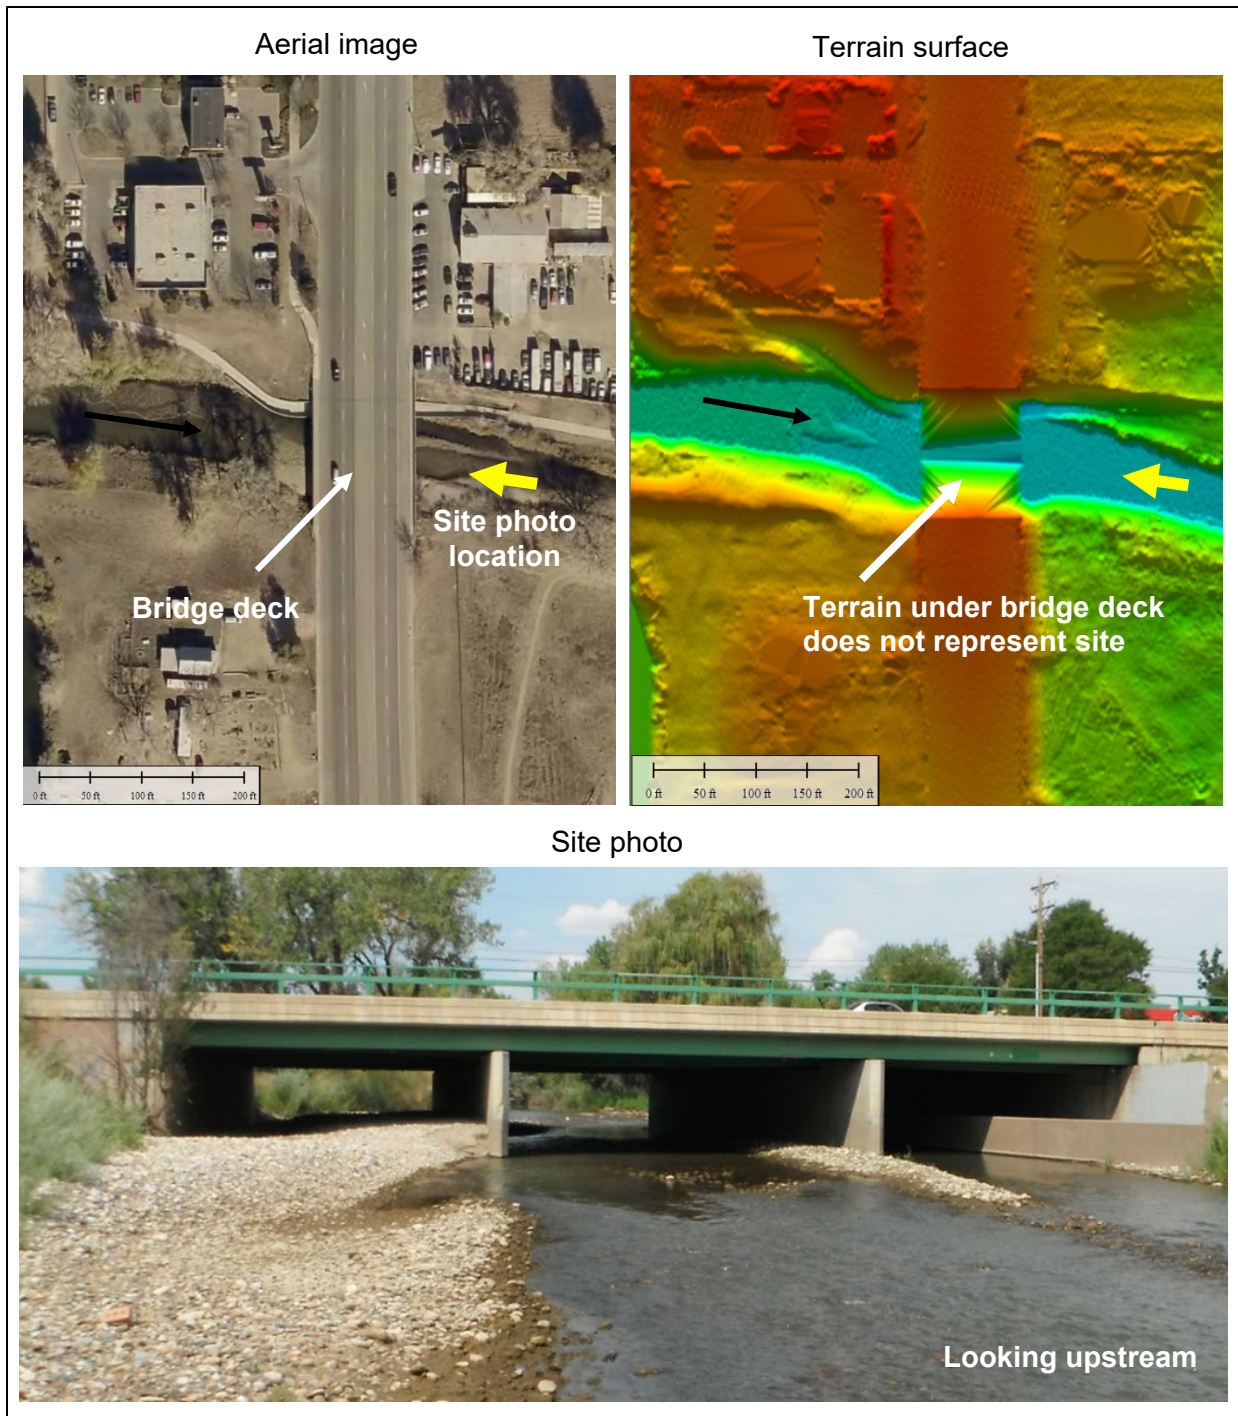 Aerial image
Terrain surface
Site photo
location
Bridge deck
0 ft 50 ft 100 ft 150 ft 200 ft
Terrain under bridge deck
does not represent site
0 ft 50 ft 100 ft 150 ft 200 ft
Site photo
Looking upstream